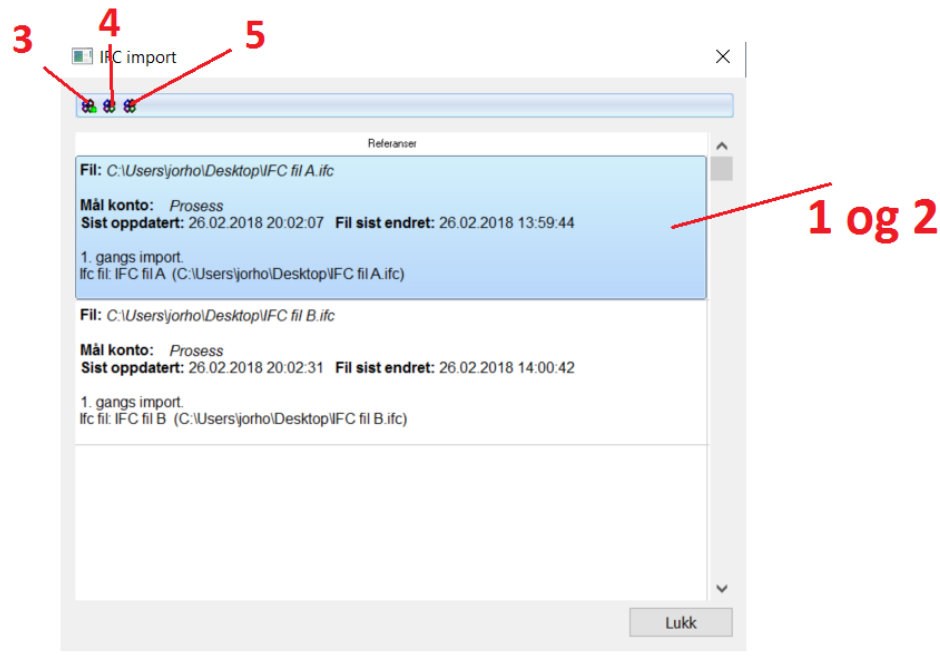 3
4
5
IFC import
Referanser
Fil: C:\Users\jorho\Desktop\IFC fil A.ifc
Mål konto: Prosess
Sist oppdatert: 26.02.2018 20:02:07 Fil sist endret: 26.02.2018 13:59:44
1 og 2
1. gangs import.
Ifc fil: IFC fil A (C:\Users\jorho\Desktop\IFC fil A.ifc)
Fil: C:\Users\jorho\Desktop\IFC fil B.ifc
Mål konto: Prosess
Sist oppdatert: 26.02.2018 20:02:31 Fil sist endret: 26.02.2018 14:00:42
1. gangs import.
Ifc fil: IFC fil B (C:\Users\jorho\Desktop\IFC fil B.ifc)
Lukk